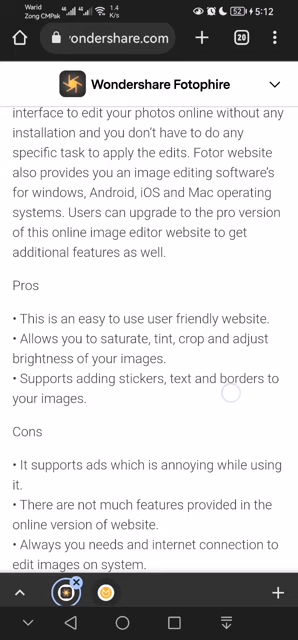 Warid
Zong CMPak
4G
4G
1.4
K/s
52
5:12
ondershare.com
20
Wondershare Fotophire
interface to edit your photos online without any
installation and you don't have to do any
specific task to apply the edits. Fotor website
also provides you an image editing software's
for windows, Android, iOS and Mac operating
systems. Users can upgrade to the pro version
of this online image editor website to get
additional features as well.
Pros
• This is an easy to use user friendly website.
• Allows you to saturate, tint, crop and adjust
brightness of your images.
• Supports adding stickers, text and borders to
your images.
Cons
• It supports ads which is annoying while using
it.
• There are not much features provided in the
online version of website.
• Always you needs and internet connection to
edit images on system.